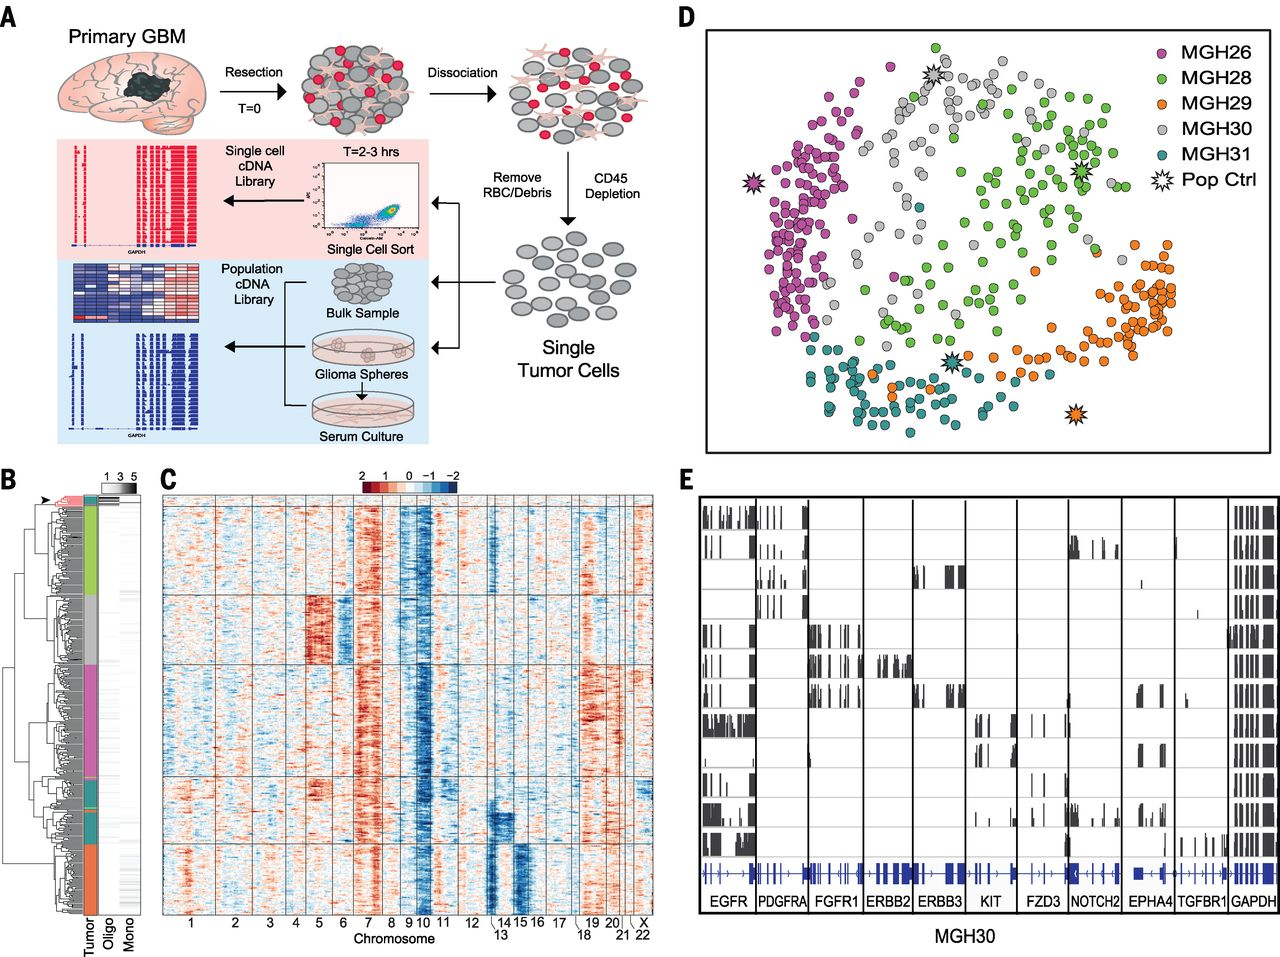 A
Primary GBM
Resection
T=0
Dissociation
Single cell
cDNA
Library
T=2-3 hrs
Calcein-AM
Single Cell Sort
GAPDH
Remove
RBC/Debris
CD45
Depletion
Population
cDNA
Library
Bulk Sample
Glioma Spheres
Serum Culture
GAPDH
Single
Tumor Cells
D
MGH26
MGH28
MGH29
MGH30
MGH31
Pop Ctrl
B
1 3 5
Tumor
Oligo
Mono
C
2 1 0 −1 −2
1 2 3 4 5 6 7 8 9 10 11 12 14 15 16 17 19 20 X
13 18 21 22
Chromosome
E
EGFR PDGFRA FGFR1 ERBB2 ERBB3 KIT FZD3 NOTCH2 EPHA4 TGFBR1 GAPDH
MGH30